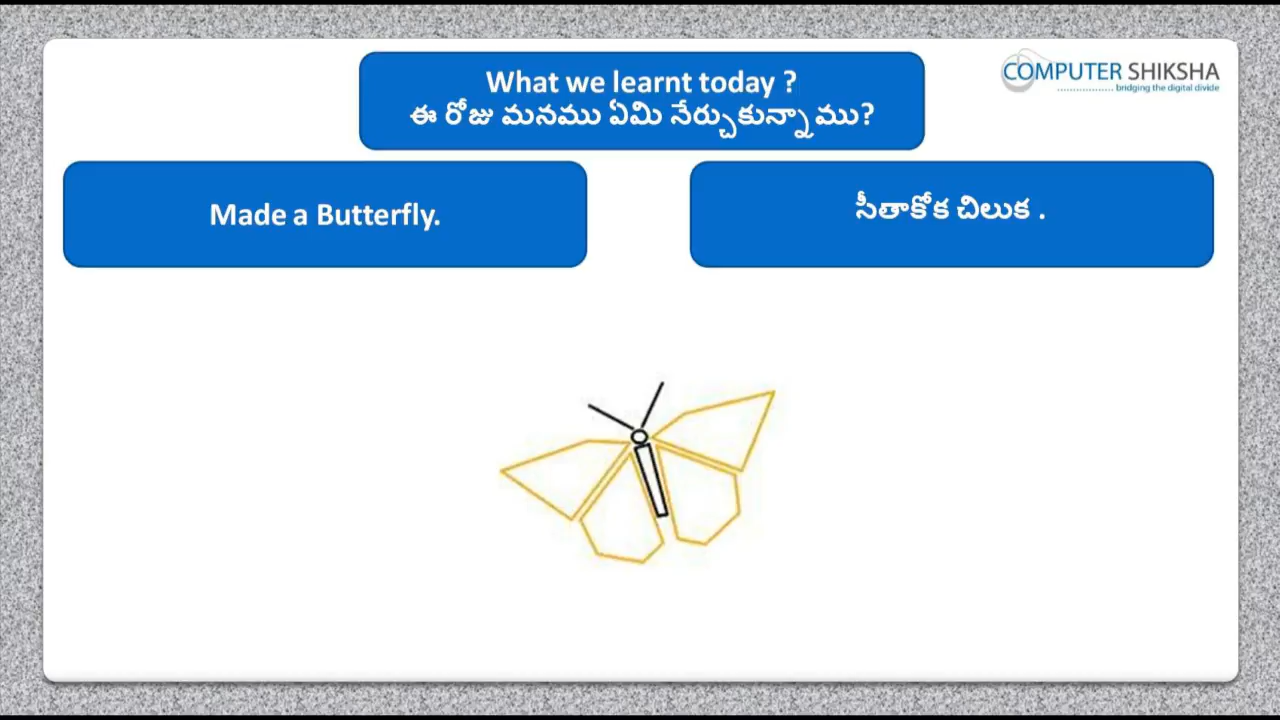 What we learnt today ?
ఈ రోజు మనము ఏమి నేర్చుకున్నాము?
COMPUTER SHIKSHA
bridging the digital divide
Made a Butterfly.
సీతాకోక చిలుక .